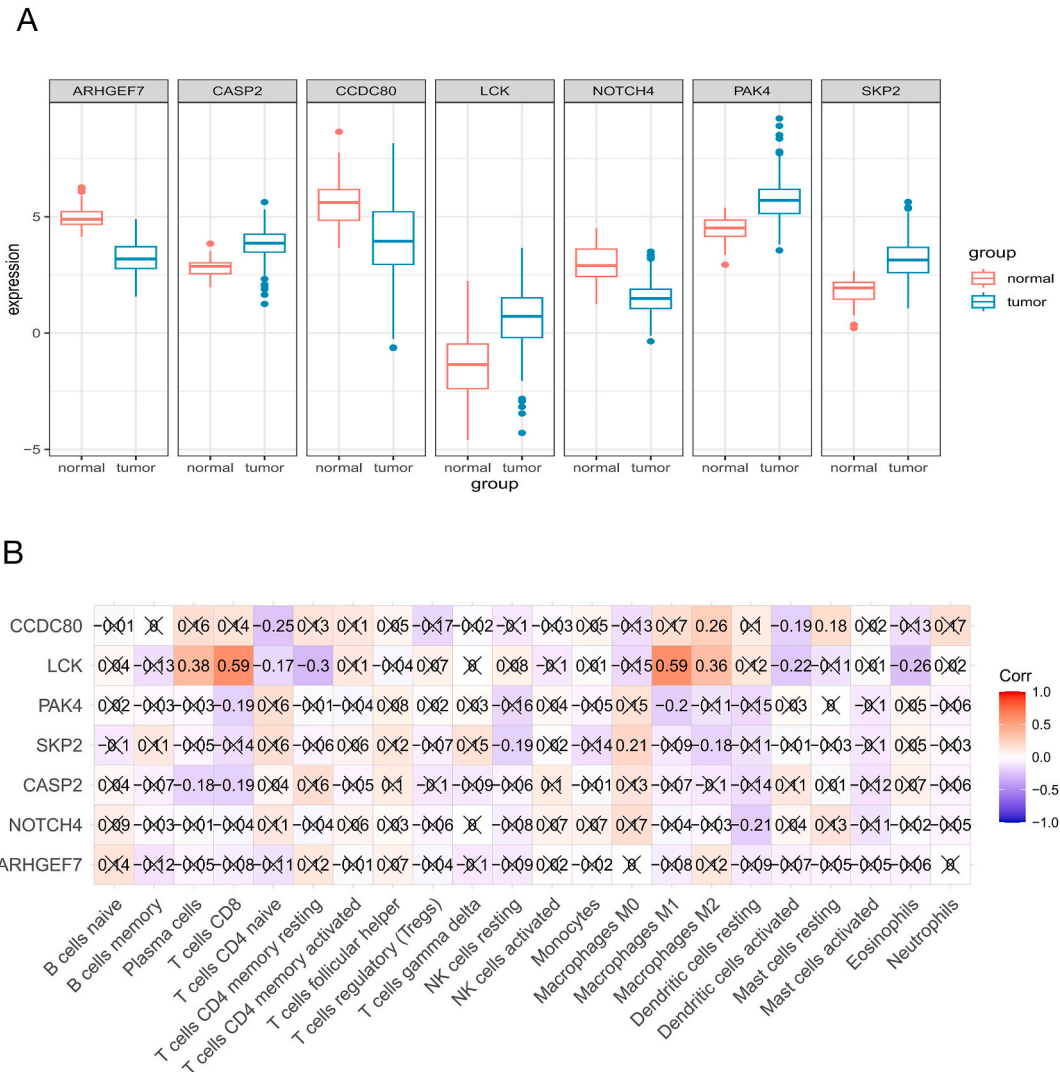 A
ARHGEF7 CASP2 CCDC80 LCK NOTCH4 PAK4 SKP2
expression
5
0
−5
normal tumor normal tumor normal tumor normal tumor normal tumor normal tumor normal tumor
group
group
normal
tumor
B
CCDC80 −0.01 0 0.16 0.14 −0.25 0.13 0.11 0.05 −0.17 −0.02 −0.1 −0.03 0.05 −0.13 0.17 0.26 0.1 −0.19 0.18 0.02 −0.13 0.17
LCK 0.04 −0.13 0.38 0.59 −0.17 −0.3 0.11 −0.04 0.07 0 0.08 −0.1 0.01 −0.15 0.59 0.36 0.12 −0.22 −0.11 0.01 −0.26 0.02
PAK4 0.02 −0.03 −0.03 −0.19 0.16 −0.01 −0.04 0.08 0.02 0.03 −0.16 0.04 −0.05 0.15 −0.2 −0.11 −0.15 0.03 0 −0.1 0.05 −0.06
SKP2 −0.1 0.1 −0.05 −0.14 0.16 −0.06 0.06 0.12 −0.07 0.15 −0.19 0.02 −0.14 0.21 −0.09 −0.18 −0.11 −0.01 −0.03 −0.1 0.05 −0.03
CASP2 0.04 −0.07 −0.18 −0.19 0.04 0.16 −0.05 0.1 −0.1 −0.09 −0.06 0.1 −0.01 0.13 −0.07 −0.1 −0.14 0.11 0.01 −0.12 0.07 −0.06
NOTCH4 0.09 −0.03 −0.01 −0.04 0.11 −0.04 0.06 0.03 −0.06 0 −0.08 0.07 0.07 0.17 −0.04 −0.03 −0.21 0.04 0.13 −0.11 −0.02 −0.05
ARHGEF7 0.14 −0.12 −0.05 −0.08 −0.11 0.12 −0.01 0.07 −0.04 −0.1 −0.09 0.02 −0.02 0 −0.08 0.12 −0.09 −0.07 −0.05 −0.05 −0.06 0
B cells naive
B cells memory
Plasma cells
T cells CD8
T cells CD4 naive
T cells CD4 memory resting
T cells CD4 memory activated
T cells follicular helper
T cells regulatory (Tregs)
T cells gamma delta
NK cells resting
NK cells activated
Monocytes
Macrophages M0
Macrophages M1
Macrophages M2
Dendritic cells resting
Dendritic cells activated
Mast cells resting
Mast cells activated
Eosinophils
Neutrophils
Corr
1.0
0.5
0.0
−0.5
−1.0